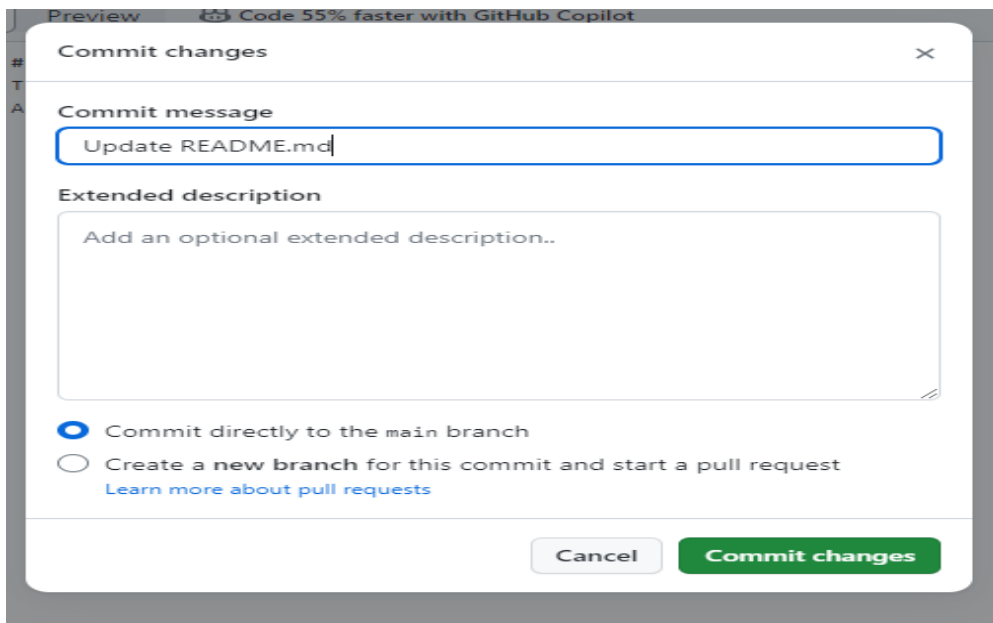 Preview Code 55% faster with GitHub Copilot
Commit changes
#
T
A
Commit message
Update README.md
Extended description
Add an optional extended description..
Commit directly to the main branch
Create a new branch for this commit and start a pull request
Learn more about pull requests
Cancel Commit changes